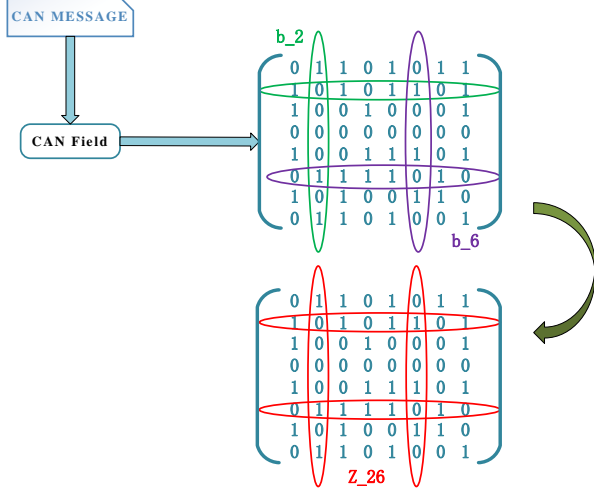 CAN MESSAGE
b_2
0 1 1 0 1 0 1 1
1 0 1 0 1 1 0 1
CAN Field
1 0 0 1 0 0 0 1
0 0 0 0 0 0 0 0
1 0 0 1 1 1 0 1
0 1 1 1 1 0 1 0
1 0 1 0 0 1 1 0
0 1 1 0 1 0 0 1
b_6
0 1 1 0 1 0 1 1
1 0 1 0 1 1 0 1
1 0 0 1 0 0 0 1
0 0 0 0 0 0 0 0
1 0 0 1 1 1 0 1
0 1 1 1 1 0 1 0
1 0 1 0 0 1 1 0
0 1 1 0 1 0 0 1
Z_26